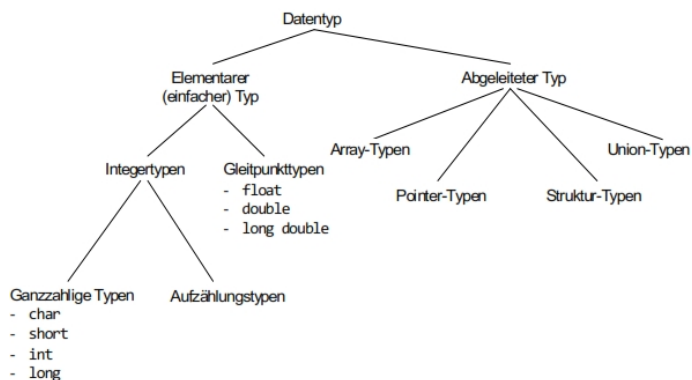 Datentyp
Elementarer
(einfacher) Typ
Abgeleiteter Typ
Array-Typen
Union-Typen
Integertypen
Gleitpunkttypen
- float
- double
- long double
Pointer-Typen
Struktur-Typen
Ganzzahlige Typen
- char
- short
- int
- long
Aufzählungstypen